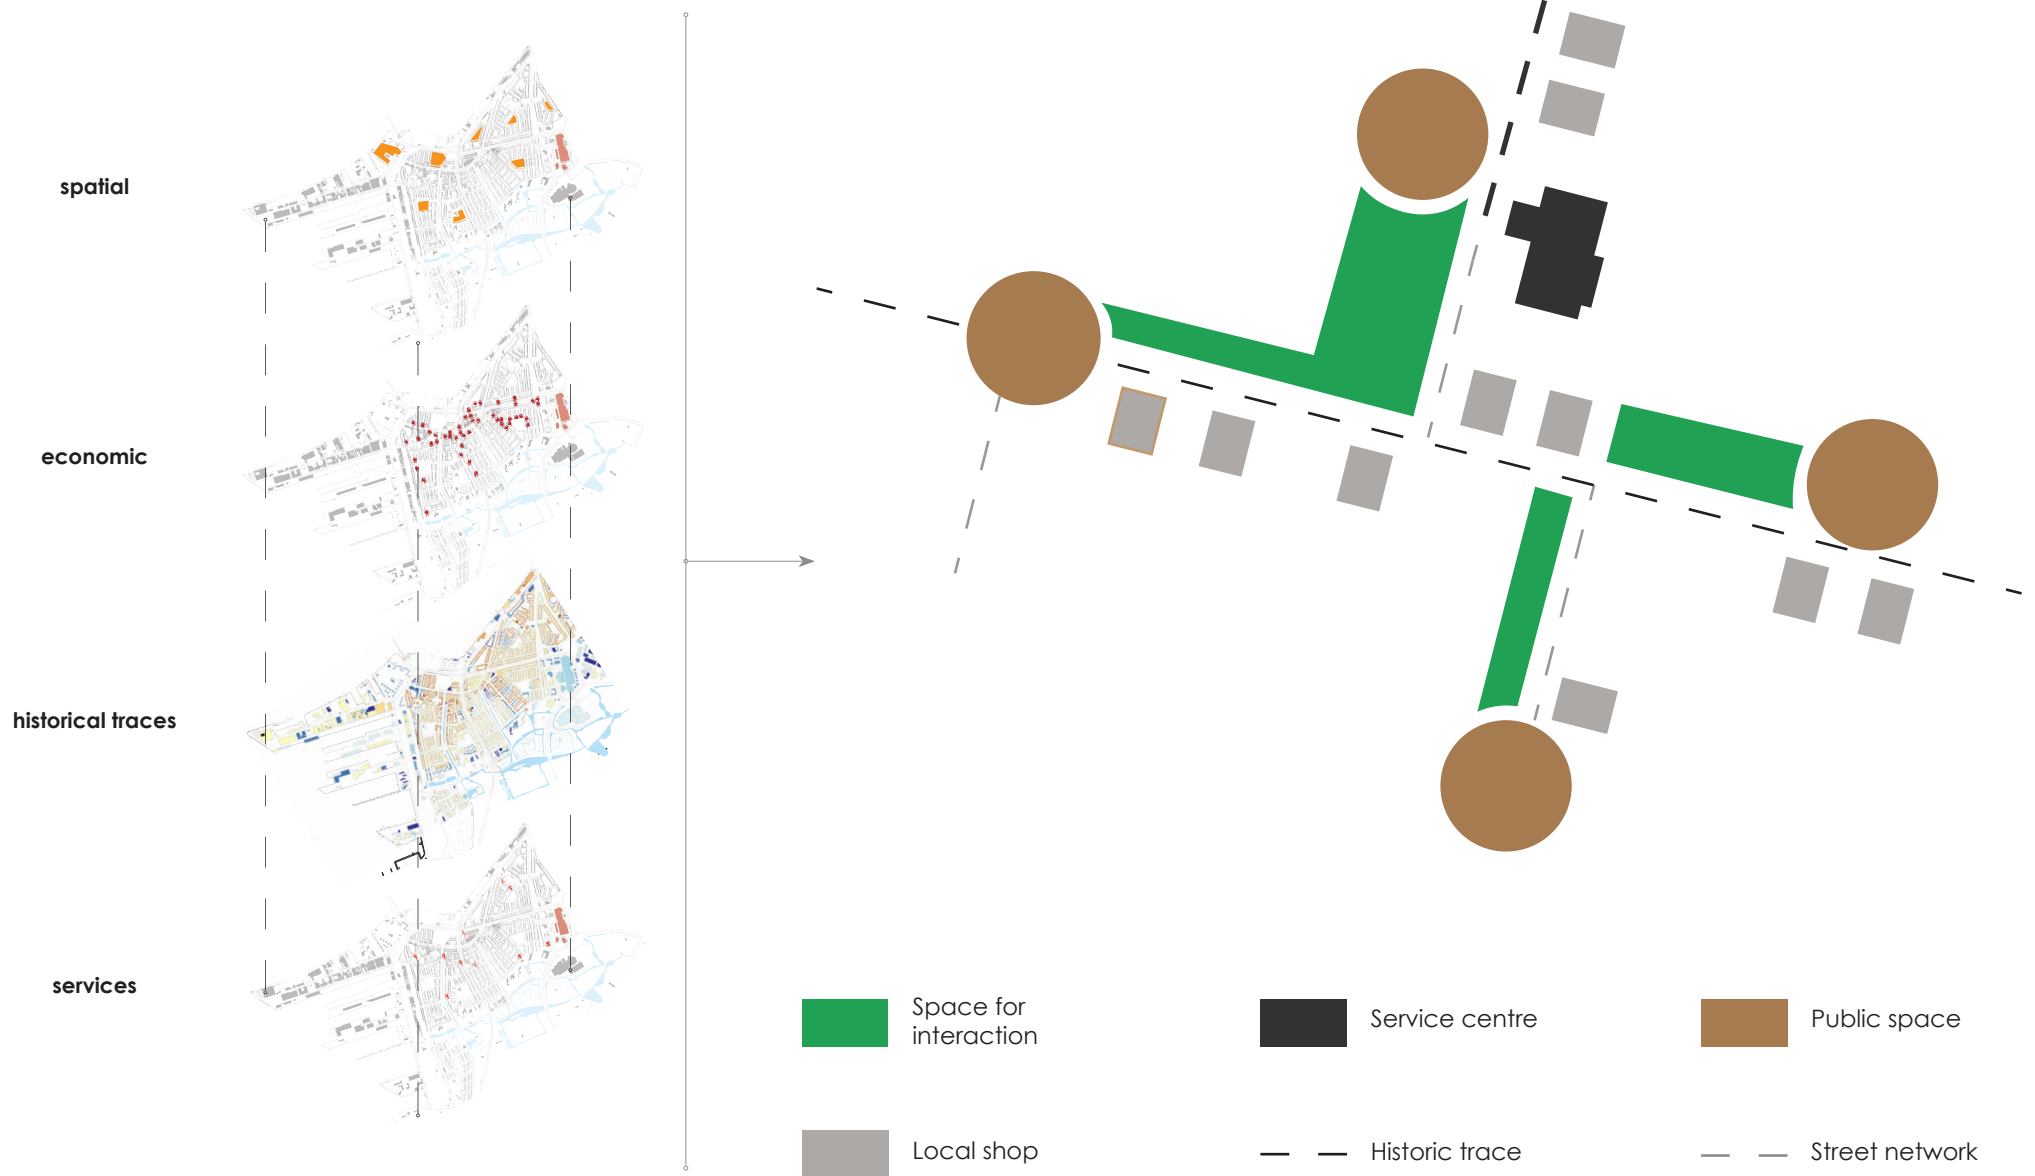 spatial
economic
historical traces
services
Space for
interaction
Service centre
Public space
Local shop
Historic trace
Street network